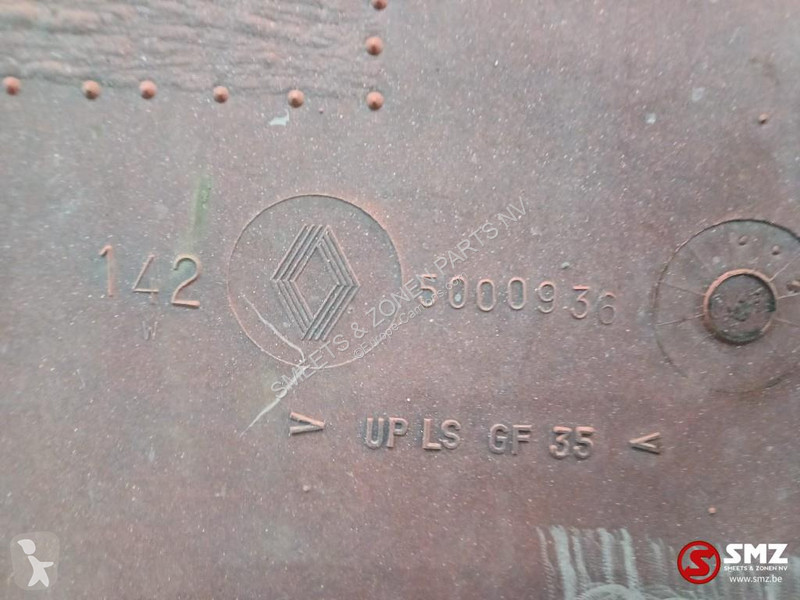 142 5000936
W
> UP LS GF 35 <
SMEETS & ZONEN PARTS NV
SMZ
SMEETS & ZONEN NV
www.smz.be